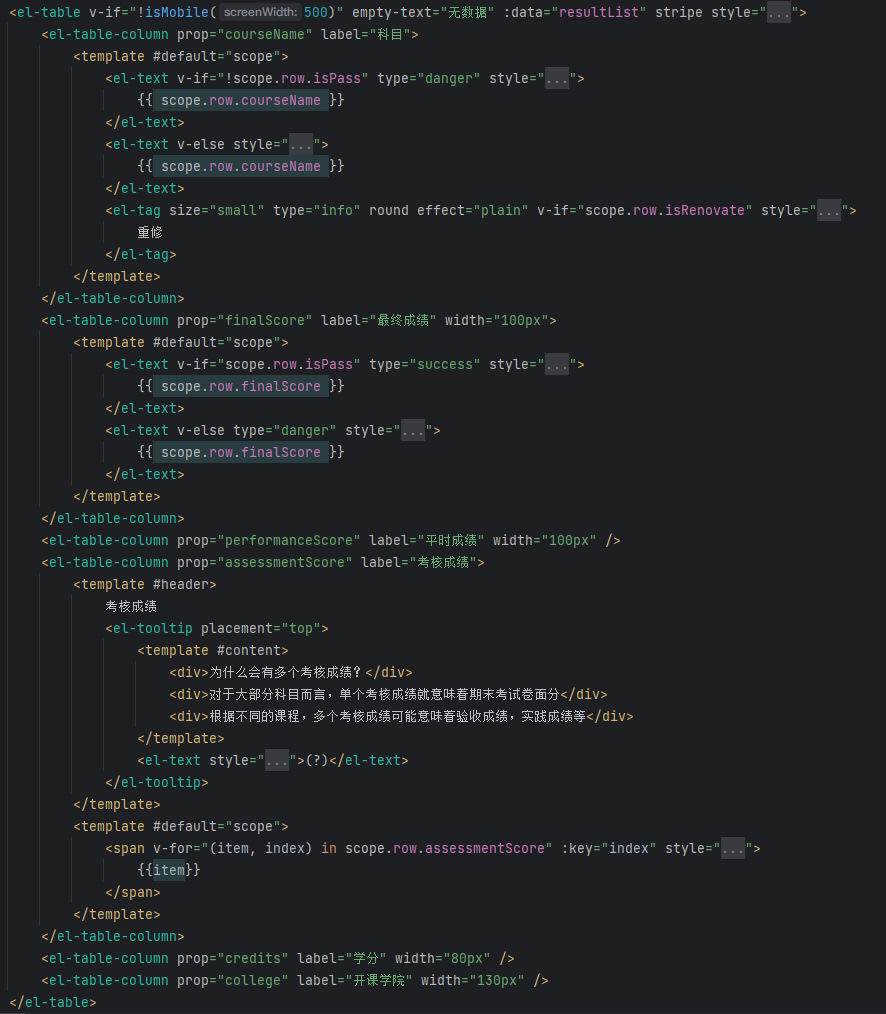 <el-table v-if="!isMobile( screenWidth: 500)" empty-text="无数据" :data="resultList" stripe style="...">
    <el-table-column prop="courseName" label="科目">
        <template #default="scope">
            <el-text v-if="!scope.row.isPass" type="danger" style="...">
                {{ scope.row.courseName }}
            </el-text>
            <el-text v-else style="...">
                {{ scope.row.courseName }}
            </el-text>
            <el-tag size="small" type="info" round effect="plain" v-if="scope.row.isRenovate" style="...">
                重修
            </el-tag>
        </template>
    </el-table-column>
    <el-table-column prop="finalScore" label="最终成绩" width="100px">
        <template #default="scope">
            <el-text v-if="scope.row.isPass" type="success" style="...">
                {{ scope.row.finalScore }}
            </el-text>
            <el-text v-else type="danger" style="...">
                {{ scope.row.finalScore }}
            </el-text>
        </template>
    </el-table-column>
    <el-table-column prop="performanceScore" label="平时成绩" width="100px" />
    <el-table-column prop="assessmentScore" label="考核成绩">
        <template #header>
            考核成绩
            <el-tooltip placement="top">
                <template #content>
                    <div>为什么会有多个考核成绩?</div>
                    <div>对于大部分科目而言，单个考核成绩就意味着期末考试卷面分</div>
                    <div>根据不同的课程，多个考核成绩可能意味着验收成绩，实践成绩等</div>
                </template>
                <el-text style="...">(?)</el-text>
            </el-tooltip>
        </template>
        <template #default="scope">
            <span v-for="(item, index) in scope.row.assessmentScore" :key="index" style="...">
                {{item}}
            </span>
        </template>
    </el-table-column>
    <el-table-column prop="credits" label="学分" width="80px" />
    <el-table-column prop="college" label="开课学院" width="130px" />
</el-table>